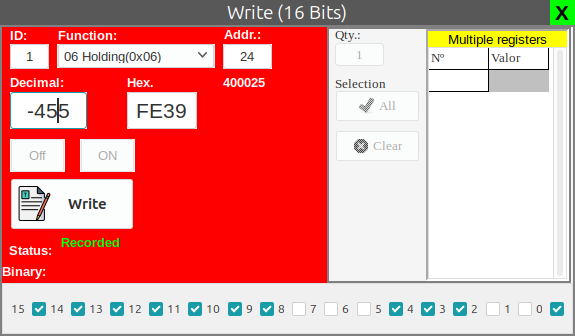 Write (16 Bits)
X
ID: Function: Addr.:
1 06 Holding(0x06) 24
Decimal: Hex. 400025
-455 FE39
Off ON
Write
Status: Recorded
Binary:
Qty.:
1
Selection
All
Clear
Multiple registers
Nº Valor
15 14 13 12 11 10 9 8 7 6 5 4 3 2 1 0